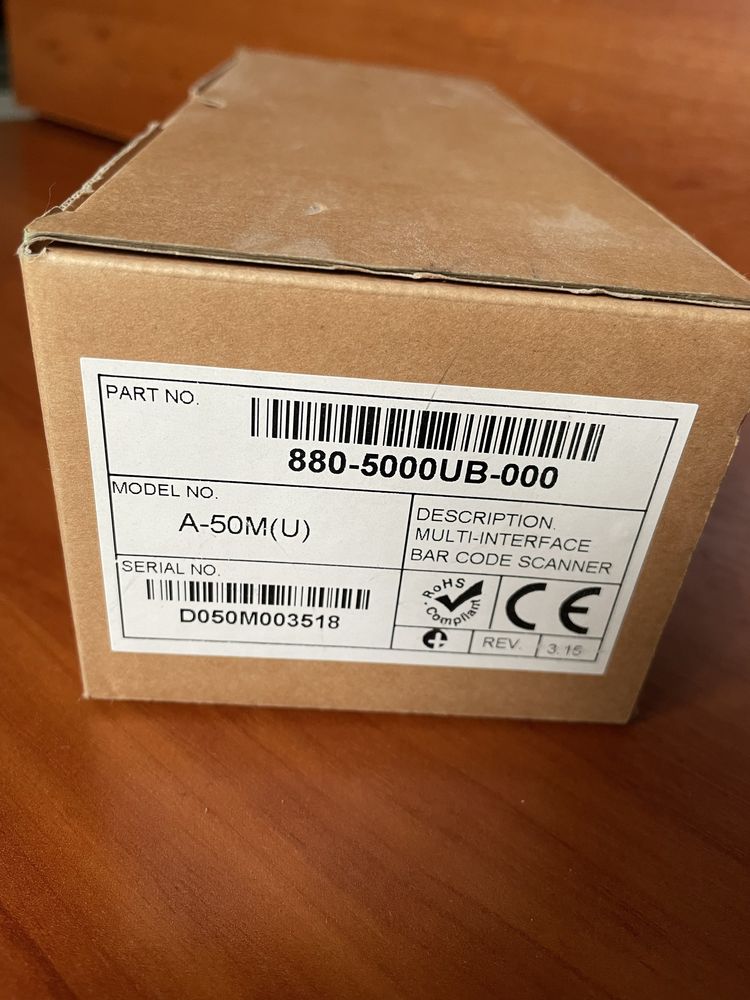 PART NO.
880-5000UB-000
MODEL NO.
A-50M(U)
DESCRIPTION.
MULTI-INTERFACE
BAR CODE SCANNER
SERIAL NO.
D050M003518
RoHS
Compliant
CE
REV.
3.15